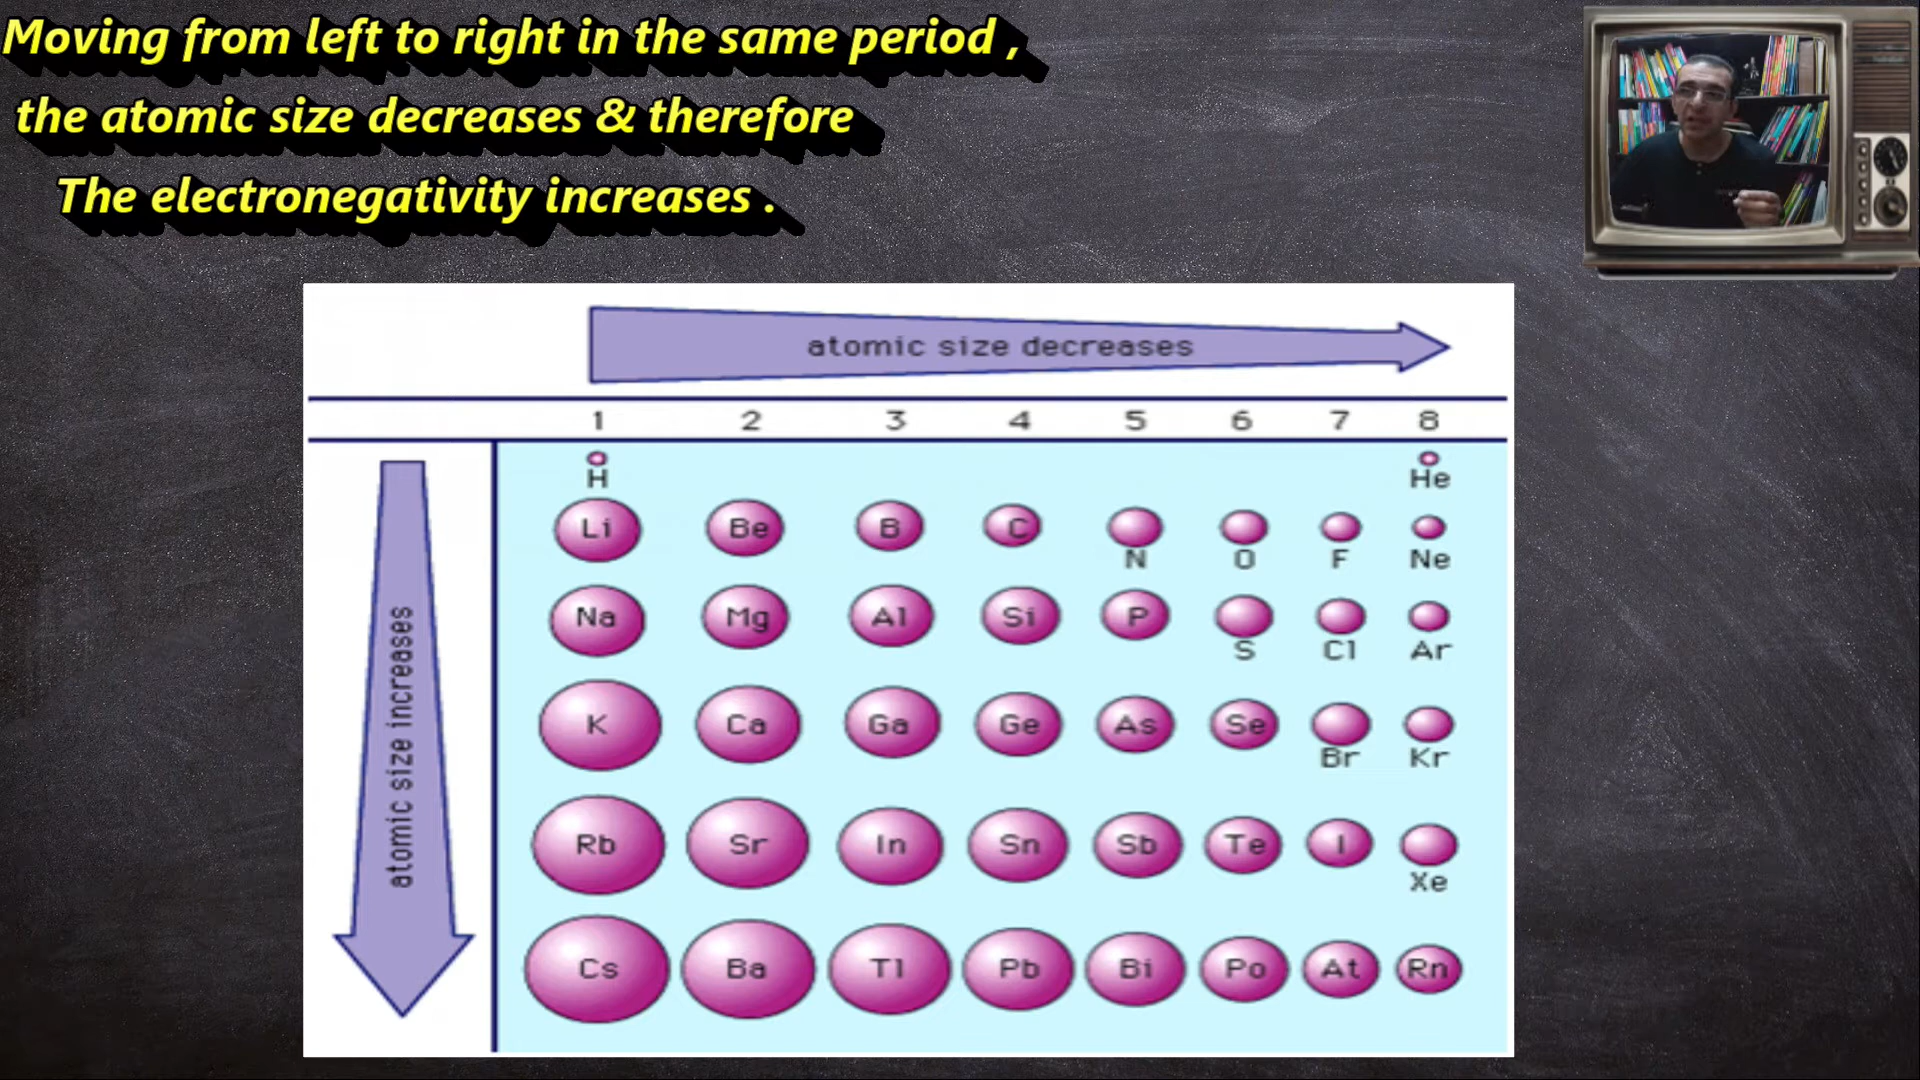 Moving from left to right in the same period ,
the atomic size decreases & therefore
The electronegativity increases .
atomic size decreases
1 2 3 4 5 6 7 8
H He
Li Be B C N O F Ne
Na Mg Al Si P S Cl Ar
K Ca Ga Ge As Se Br Kr
Rb Sr In Sn Sb Te I Xe
Cs Ba Tl Pb Bi Po At Rn
atomic size increases